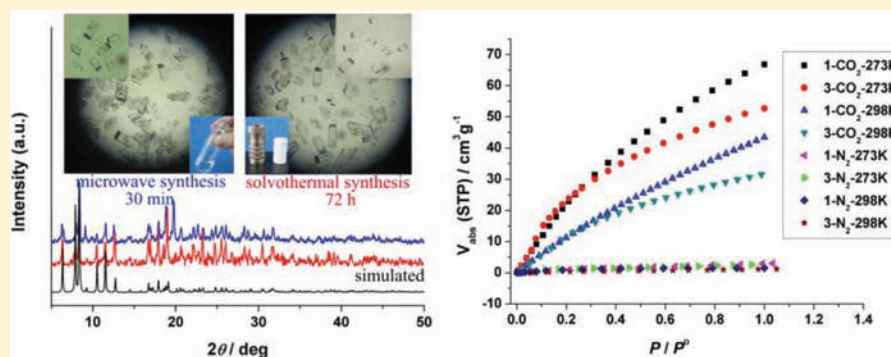 Intensity (a.u.)
microwave synthesis
30 min
solvothermal synthesis
72 h
simulated
10 20 30 40 50
2θ / deg
V_abs (STP) / cm³ g⁻¹
70
60
50
40
30
20
10
0
-10
0.0 0.2 0.4 0.6 0.8 1.0 1.2
P / P⁰
1-CO₂-273K
3-CO₂-273K
1-CO₂-298K
3-CO₂-298K
1-N₂-273K
3-N₂-273K
1-N₂-298K
3-N₂-298K